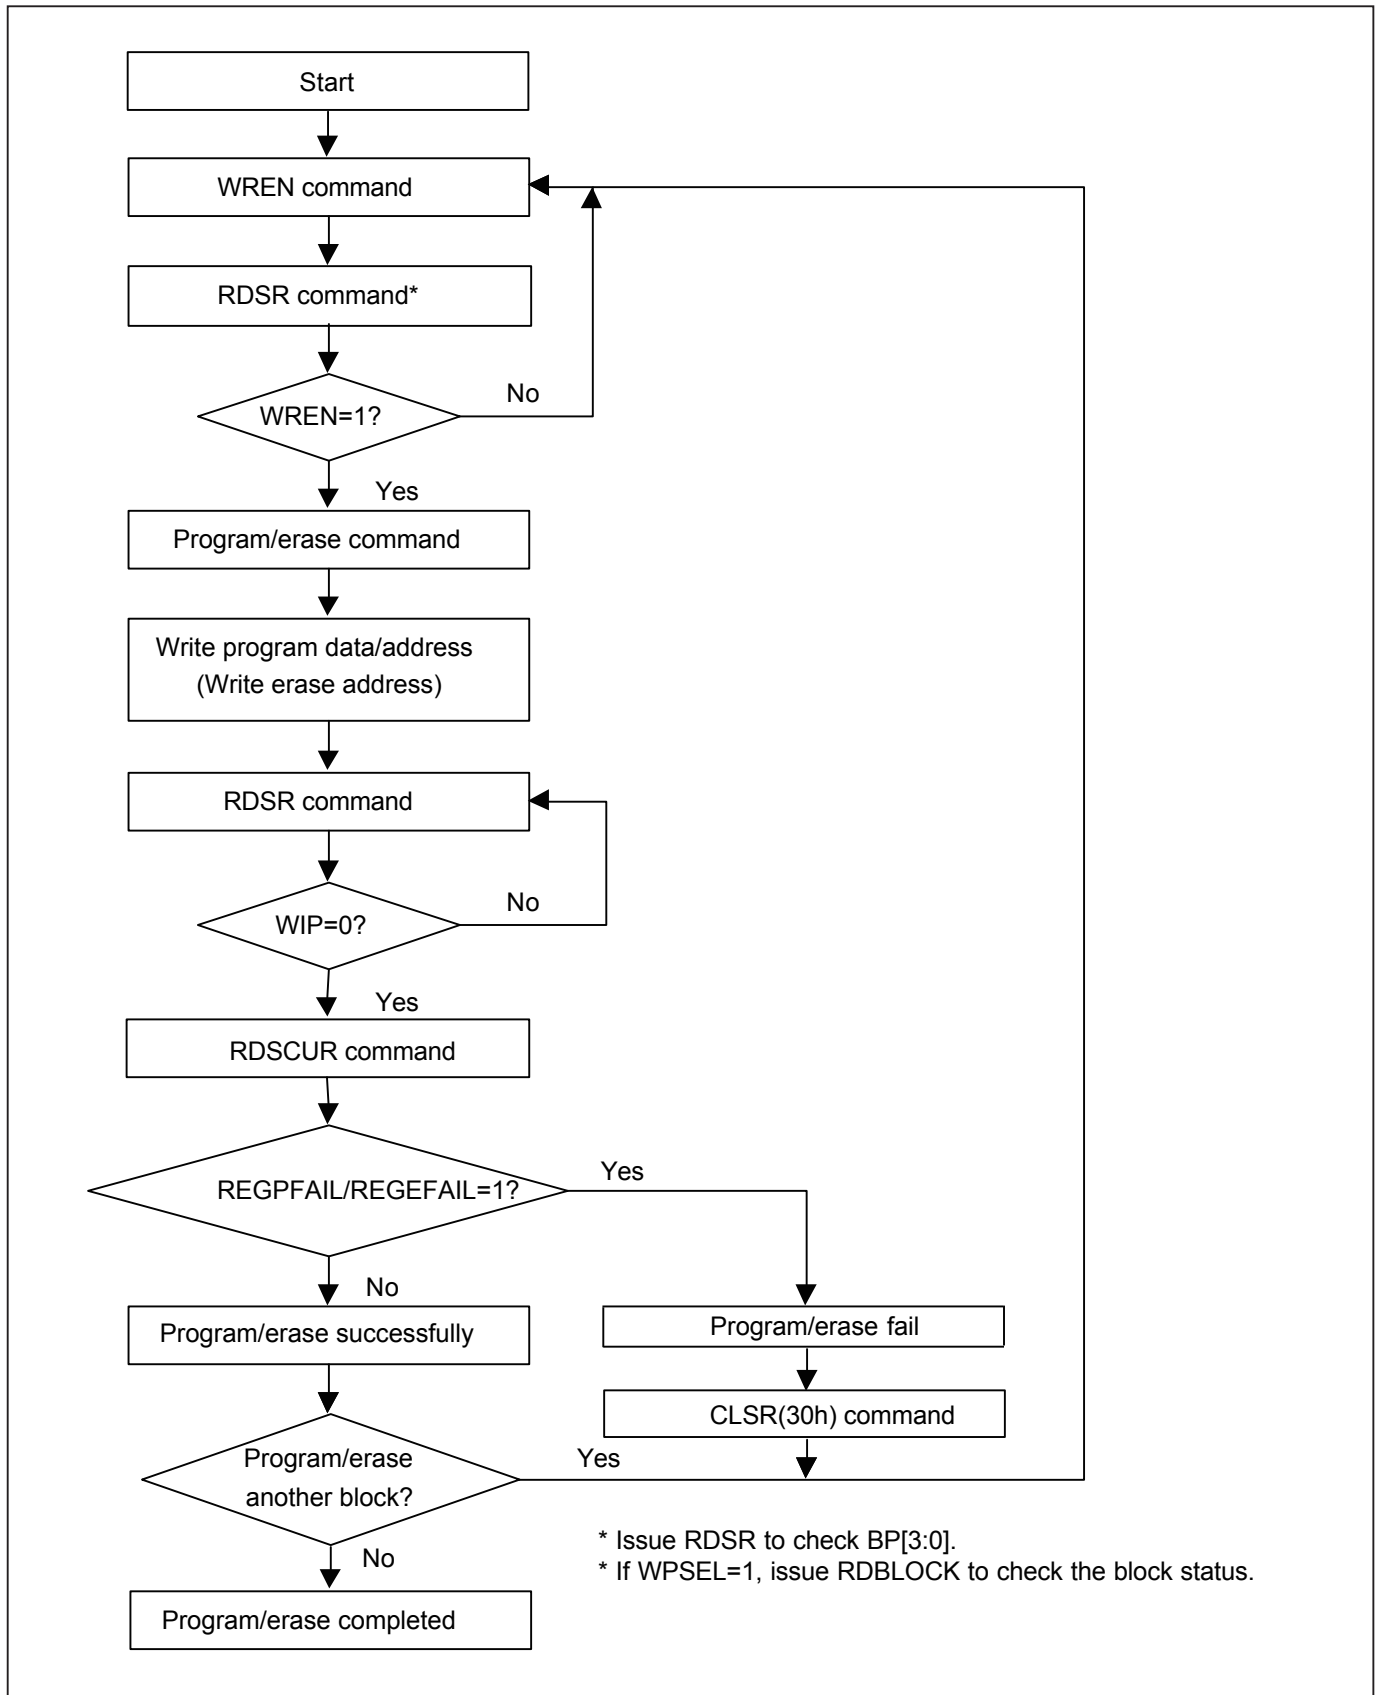 Start
WREN command
RDSR command*
WREN=1?
No
Yes
Program/erase command
Write program data/address
(Write erase address)
RDSR command
WIP=0?
No
Yes
RDSCUR command
REGPFAIL/REGEFAIL=1?
Yes
No
Program/erase successfully
Program/erase fail
CLSR(30h) command
Program/erase
another block?
Yes
No
* Issue RDSR to check BP[3:0].
* If WPSEL=1, issue RDBLOCK to check the block status.
Program/erase completed